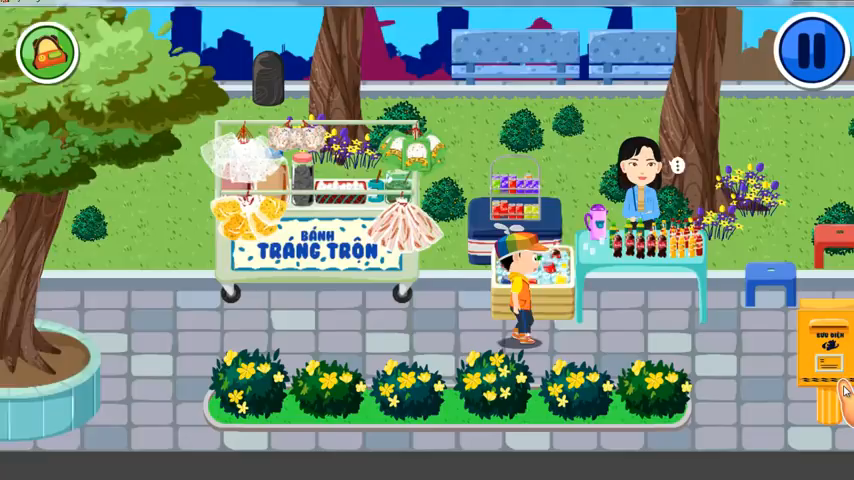 BÁNH
TRÁNG TRỘN
BƯU ĐIỆN